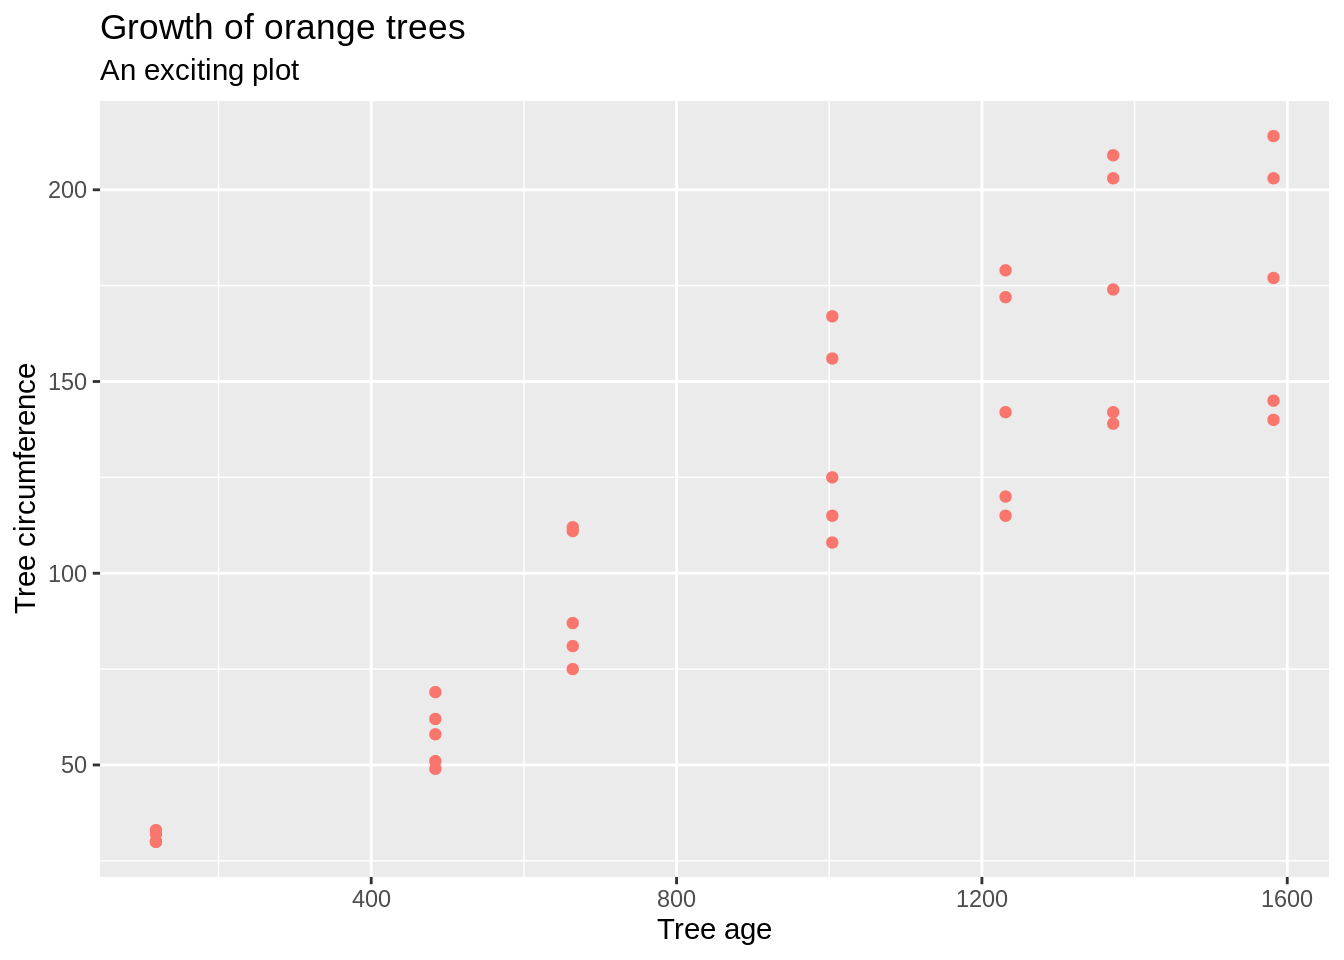 Growth of orange trees
An exciting plot
Tree circumference
200
150
100
50
400 800 1200 1600
Tree age